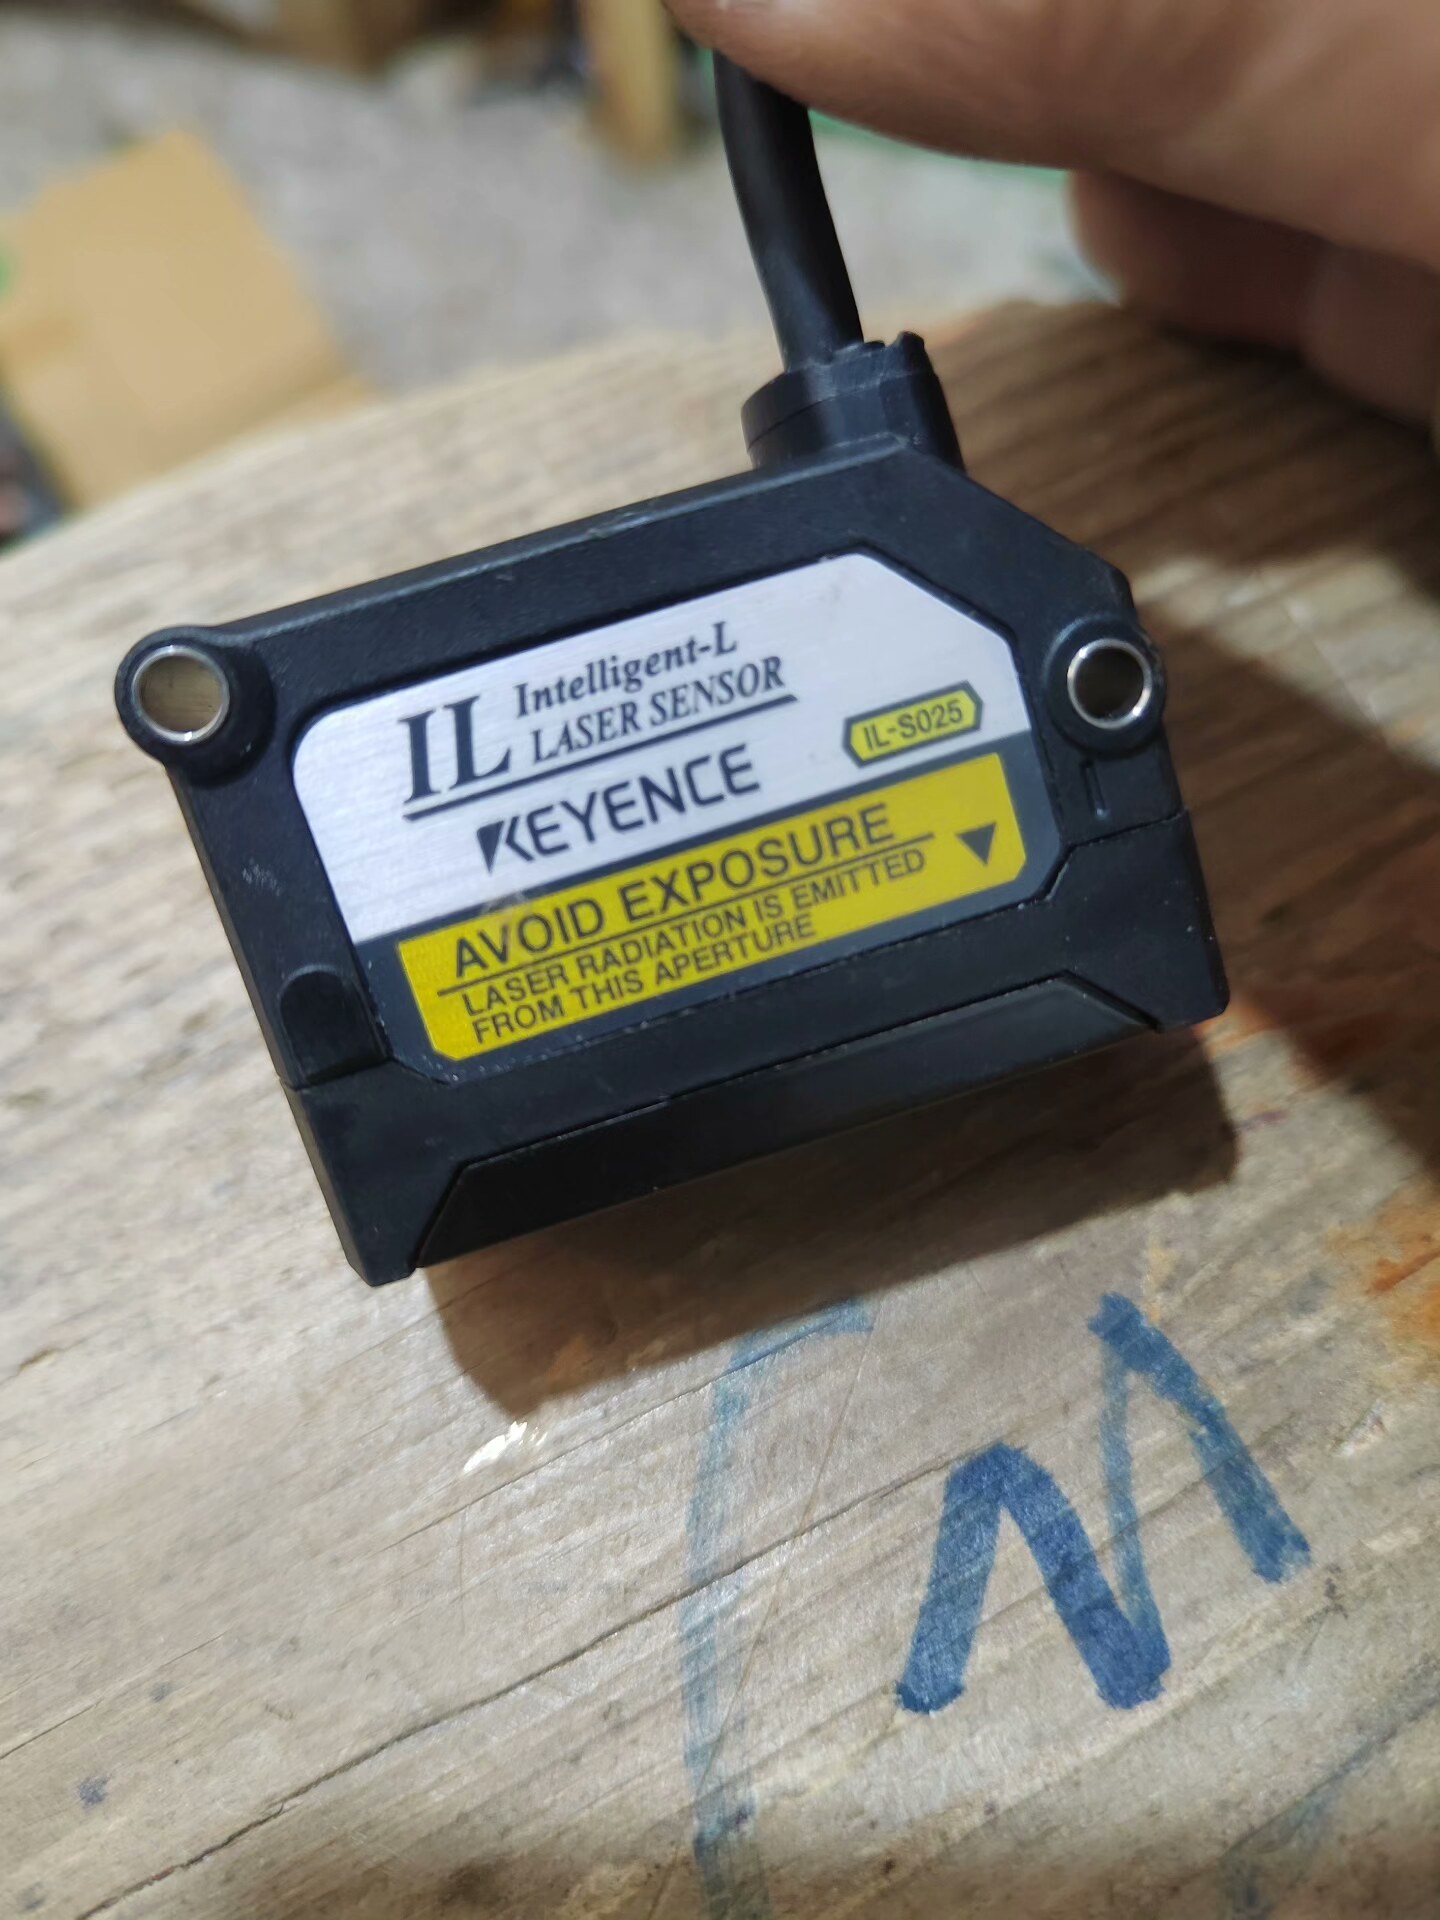 IL Intelligent-L
LASER SENSOR
KEYENCE
IL-S025
AVOID EXPOSURE
LASER RADIATION IS EMITTED
FROM THIS APERTURE